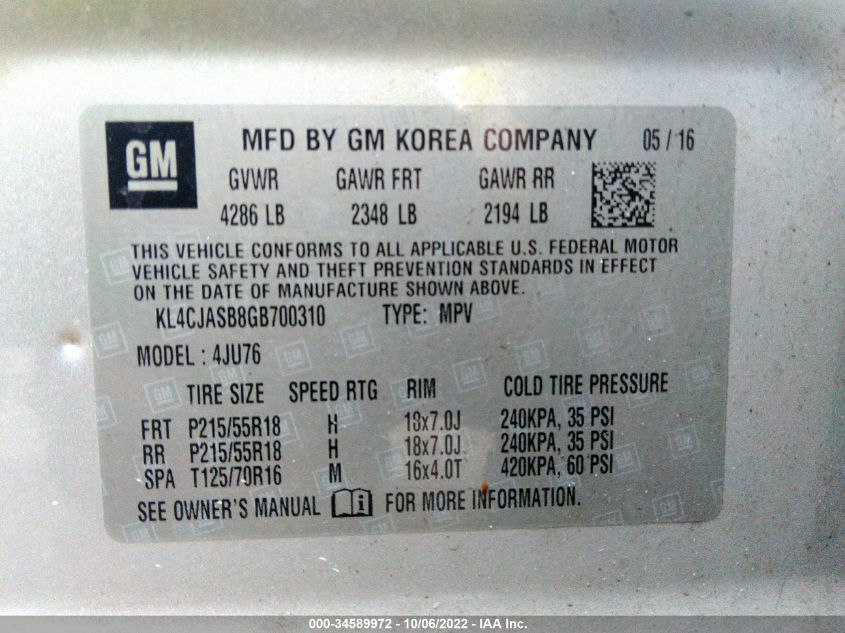 GM MFD BY GM KOREA COMPANY 05 / 16
GVWR GAWR FRT GAWR RR
4286 LB 2348 LB 2194 LB
THIS VEHICLE CONFORMS TO ALL APPLICABLE U.S. FEDERAL MOTOR
VEHICLE SAFETY AND THEFT PREVENTION STANDARDS IN EFFECT
ON THE DATE OF MANUFACTURE SHOWN ABOVE.
KL4CJASB8GB700310 TYPE: MPV
MODEL : 4JU76
TIRE SIZE SPEED RTG RIM COLD TIRE PRESSURE
FRT P215/55R18 H 18x7.0J 240KPA, 35 PSI
RR P215/55R18 H 18x7.0J 240KPA, 35 PSI
SPA T125/70R16 M 16x4.0T 420KPA, 60 PSI
SEE OWNER'S MANUAL i FOR MORE INFORMATION.
000-34589972 - 10/06/2022 - IAA Inc.